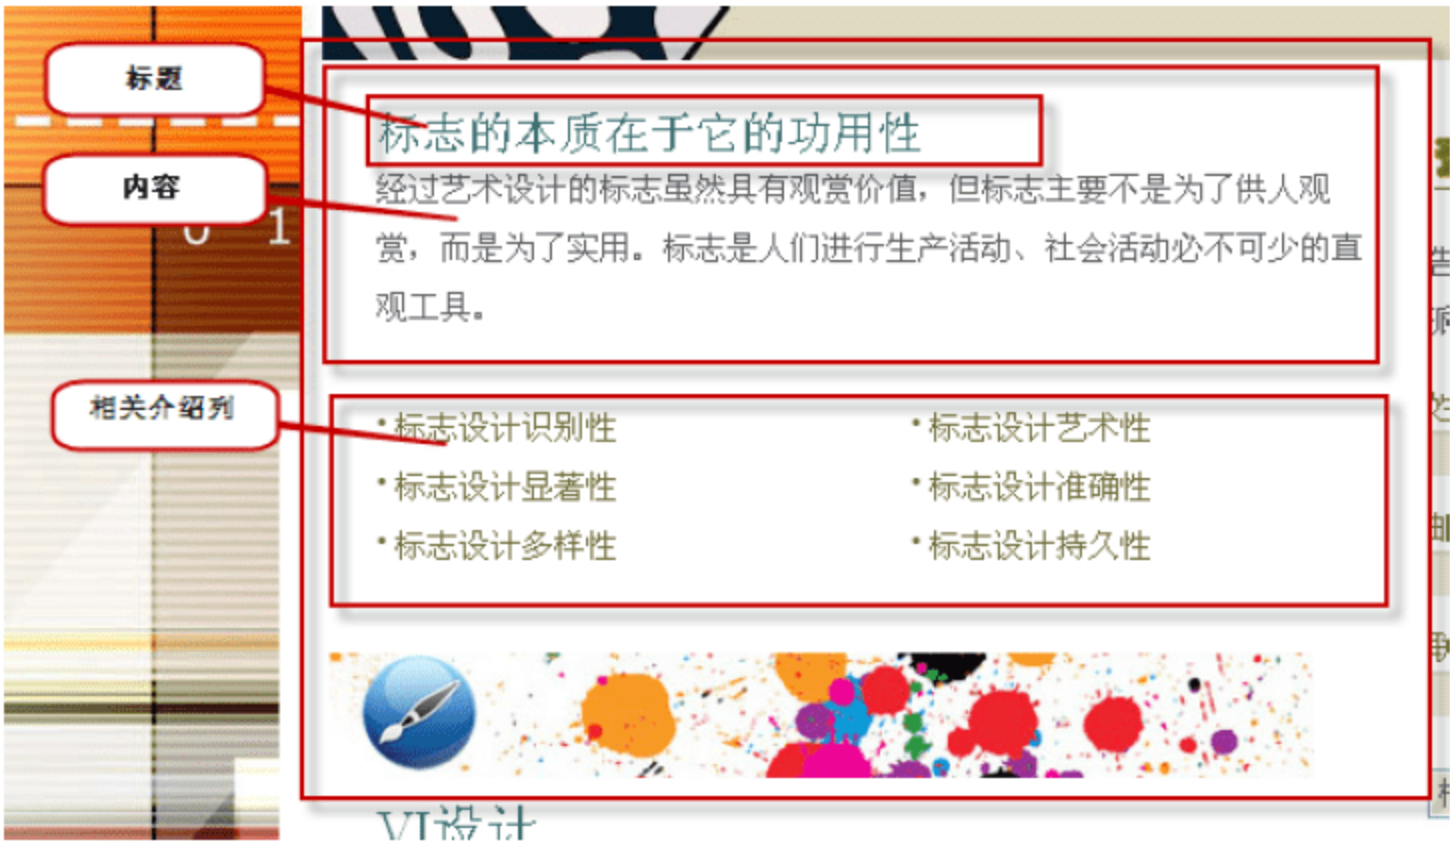 标题
标志的本质在于它的功用性
内容
经过艺术设计的标志虽然具有观赏价值，但标志主要不是为了供人观
赏，而是为了实用。标志是人们进行生产活动、社会活动必不可少的直
观工具。
0 1
相关介绍列
•标志设计识别性
•标志设计艺术性
•标志设计显著性
•标志设计准确性
•标志设计多样性
•标志设计持久性
VI设计